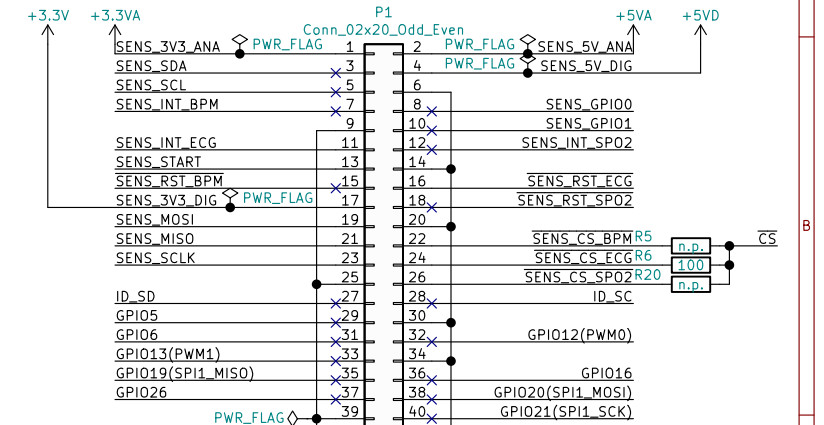 P1
+3.3V +3.3VA +5VA +5VD
Conn_02x20_Odd_Even
SENS_3V3_ANA PWR_FLAG 1 2 PWR_FLAG SENS_5V_ANA
SENS_SDA 3 4 PWR_FLAG SENS_5V_DIG
SENS_SCL 5 6
SENS_INT_BPM 7 8 SENS_GPIO0
9 10 SENS_GPIO1
SENS_INT_ECG 11 12 SENS_INT_SPO2
SENS_START 13 14
SENS_RST_BPM 15 16 SENS_RST_ECG
SENS_3V3_DIG PWR_FLAG 17 18 SENS_RST_SPO2
SENS_MOSI 19 20
B
SENS_MISO 21 22 SENS_CS_BPM R5 n.p. CS
SENS_SCLK 23 24 SENS_CS_ECG R6 100
25 26 SENS_CS_SPO2 R20 n.p.
ID_SD 27 28 ID_SC
GPIO5 29 30
GPIO6 31 32 GPIO12(PWM0)
GPIO13(PWM1) 33 34
GPIO19(SPI1_MISO) 35 36 GPIO16
GPIO26 37 38 GPIO20(SPI1_MOSI)
PWR_FLAG 39 40 GPIO21(SPI1_SCK)